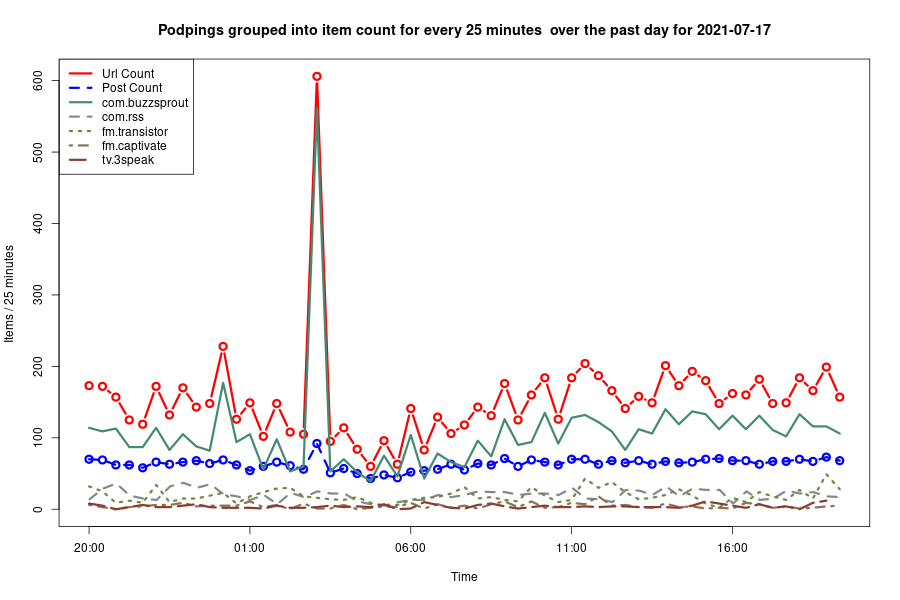 Podpings grouped into item count for every 25 minutes  over the past day for 2021-07-17
Url Count
Post Count
com.buzzsprout
com.rss
fm.transistor
fm.captivate
tv.3speak
Items / 25 minutes
600
500
400
300
200
100
0
20:00
01:00
06:00
11:00
16:00
Time